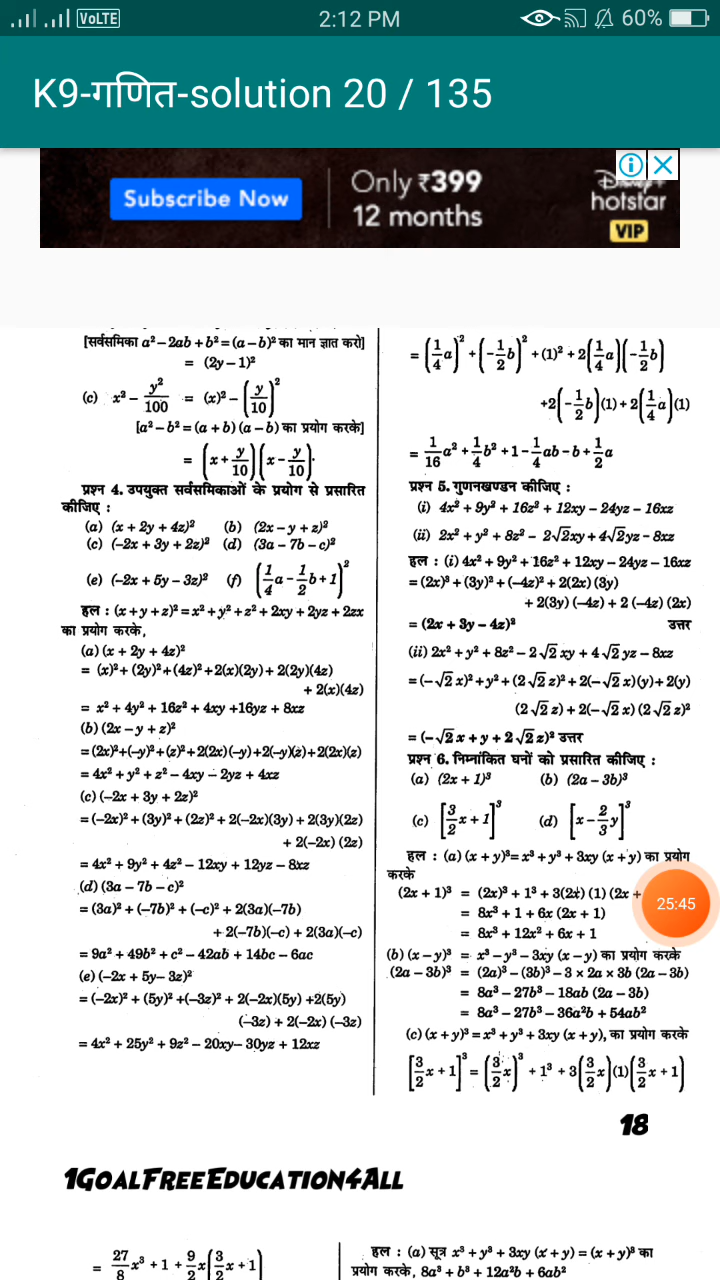 VoLTE 2:12 PM 60%
K9-गणित-solution 20 / 135
Subscribe Now
Only ₹399
12 months
Disney+
hotstar
VIP
[सर्वसमिका a² – 2ab + b² = (a – b)² का मान ज्ञात करो]
= (2y – 1)²
(c) x² – y²/100 = (x)² – (y/10)²
[a² – b² = (a + b) (a – b) का प्रयोग करके]
= (x + y/10)(x – y/10).
प्रश्न 4. उपयुक्त सर्वसमिकाओं के प्रयोग से प्रसारित
कीजिए :
(a) (x + 2y + 4z)² (b) (2x – y + z)²
(c) (–2x + 3y + 2z)² (d) (3a – 7b – c)²
(e) (–2x + 5y – 3z)² (f) (1/4 a – 1/2 b + 1)²
हल : (x + y + z)² = x² + y² + z² + 2xy + 2yz + 2zx
का प्रयोग करके,
(a) (x + 2y + 4z)²
= (x)² + (2y)² + (4z)² + 2(x)(2y) + 2(2y)(4z)
+ 2(x)(4z)
= x² + 4y² + 16z² + 4xy +16yz + 8xz
(b) (2x – y + z)²
= (2x)²+(–y)²+(z)²+ 2(2x)(–y)+2(–y)(z)+2(2x)(z)
= 4x² + y² + z² – 4xy – 2yz + 4xz
(c) (–2x + 3y + 2z)²
= (–2x)² + (3y)² + (2z)² + 2(–2x)(3y) + 2(3y)(2z)
+ 2(–2x) (2z)
= 4x² + 9y² + 4z² – 12xy + 12yz – 8xz
(d) (3a – 7b – c)²
= (3a)² + (–7b)² + (–c)² + 2(3a)(–7b)
+ 2(–7b)(–c) + 2(3a)(–c)
= 9a² + 49b² + c² – 42ab + 14bc – 6ac
(e) (–2x + 5y– 3z)²
= (–2x)² + (5y)² +(–3z)² + 2(–2x)(5y) +2(5y)
(–3z) + 2(–2x) (–3z)
= 4x² + 25y² + 9z² – 20xy– 30yz + 12xz
= (1/4 a)² + (–1/2 b)² + (1)² + 2(1/4 a)(–1/2 b)
+2(–1/2 b)(1) + 2(1/4 a)(1)
= 1/16 a² + 1/4 b² + 1 – 1/4 ab – b + 1/2 a
प्रश्न 5. गुणनखण्डन कीजिए :
(i) 4x² + 9y² + 16z² + 12xy – 24yz – 16xz
(ii) 2x² + y² + 8z² – 2√2xy + 4√2yz – 8xz
हल : (i) 4x² + 9y² + 16z² + 12xy – 24yz – 16xz
= (2x)² + (3y)² + (–4z)² + 2(2x) (3y)
+ 2(3y) (–4z) + 2 (–4z) (2x)
= (2x + 3y – 4z)² उत्तर
(ii) 2x² + y² + 8z² – 2√2 xy + 4√2 yz – 8xz
= (–√2 x)² + y² + (2√2 z)² + 2(–√2 x)(y) + 2(y)
(2√2 z) + 2(–√2 x) (2√2 z)²
= (–√2 x + y + 2√2 z)² उत्तर
प्रश्न 6. निम्नांकित घनों को प्रसारित कीजिए :
(a) (2x + 1)³ (b) (2a – 3b)³
(c) [3/2 x + 1]³ (d) [x – 2/3 y]³
हल : (a) (x + y)³ = x³ + y³ + 3xy (x + y) का प्रयोग
करके
(2x + 1)³ = (2x)³ + 1³ + 3(2x) (1) (2x +
25:45
= 8x³ + 1 + 6x (2x + 1)
= 8x³ + 12x² + 6x + 1
(b) (x – y)³ = x³ – y³ – 3xy (x – y) का प्रयोग करके
(2a – 3b)³ = (2a)³ – (3b)³ – 3 × 2a × 3b (2a – 3b)
= 8a³ – 27b³ – 18ab (2a – 3b)
= 8a³ – 27b³ – 36a²b + 54ab²
(c) (x + y)³ = x³ + y³ + 3xy (x + y), का प्रयोग करके
[3/2 x + 1]³ = (3/2 x)³ + 1³ + 3(3/2 x)(1)(3/2 x + 1)
18
1GoalFreeEducation4All
= 27/8 x³ + 1 + 9/2 x(3/2 x + 1)
हल : (a) सूत्र x³ + y³ + 3xy (x + y) = (x + y)³ का
प्रयोग करके, 8a³ + b³ + 12a²b + 6ab²